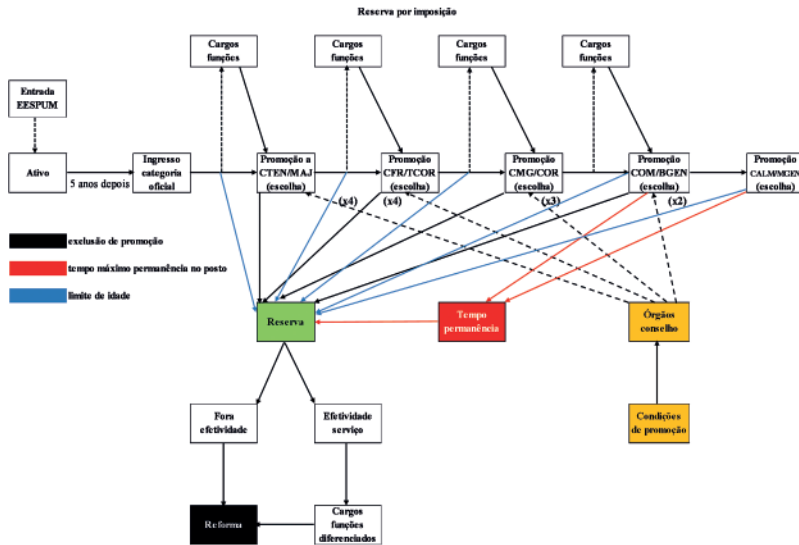 Reserva por imposição
Cargos
funções
Cargos
funções
Cargos
funções
Cargos
funções
Entrada
EESPUM
Ativo
5 anos depois
Ingresso
categoria
oficial
Promoção a
CTEN/MAJ
(escolha)
(x4)
Promoção
CFR/TCOR
(escolha)
(x4)
Promoção
CMG/COR
(escolha)
(x3)
Promoção
COM/BGEN
(escolha)
(x2)
Promoção
CALM/MGEN
(escolha)
exclusão de promoção
tempo máximo permanência no posto
limite de idade
Reserva
Tempo
permanência
Órgãos
conselho
Fora
efetividade
Efetividade
serviço
Condições
de promoção
Reforma
Cargos
funções
diferenciados